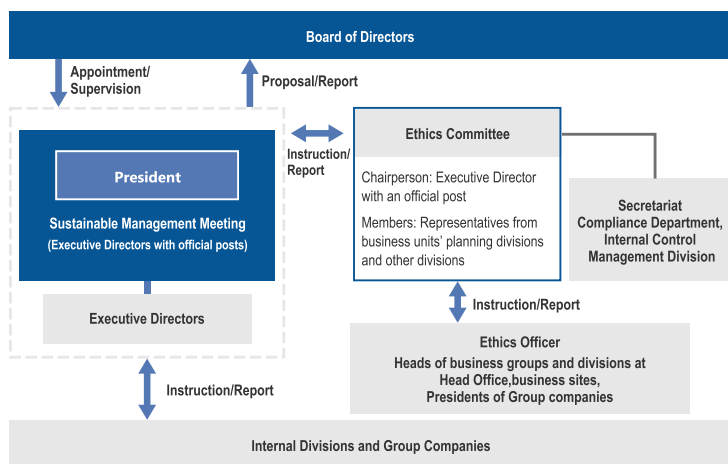 Board of Directors
Appointment/
Supervision
Proposal/Report
President
Sustainable Management Meeting
(Executive Directors with official posts)
Executive Directors
Instruction/
Report
Ethics Committee
Chairperson: Executive Director
with an official post
Members: Representatives from
business units' planning divisions
and other divisions
Secretariat
Compliance Department,
Internal Control
Management Division
Instruction/Report
Ethics Officer
Heads of business groups and divisions at
Head Office,business sites,
Presidents of Group companies
Instruction/Report
Internal Divisions and Group Companies